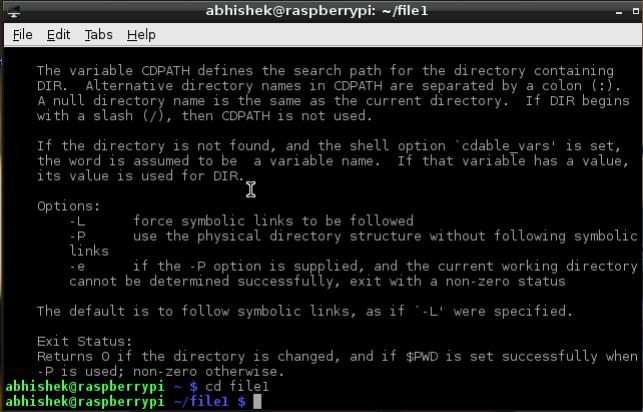 abhishek@raspberrypi: ~/file1
File Edit Tabs Help
The variable CDPATH defines the search path for the directory containing
DIR.  Alternative directory names in CDPATH are separated by a colon (:).
A null directory name is the same as the current directory.  If DIR begins
with a slash (/), then CDPATH is not used.
If the directory is not found, and the shell option `cdable_vars' is set,
the word is assumed to be  a variable name.  If that variable has a value,
its value is used for DIR.
Options:
-L      force symbolic links to be followed
-P      use the physical directory structure without following symbolic
links
-e      if the -P option is supplied, and the current working directory
cannot be determined successfully, exit with a non-zero status
The default is to follow symbolic links, as if `-L' were specified.
Exit Status:
Returns 0 if the directory is changed, and if $PWD is set successfully when
-P is used; non-zero otherwise.
abhishek@raspberrypi ~ $ cd file1
abhishek@raspberrypi ~/file1 $